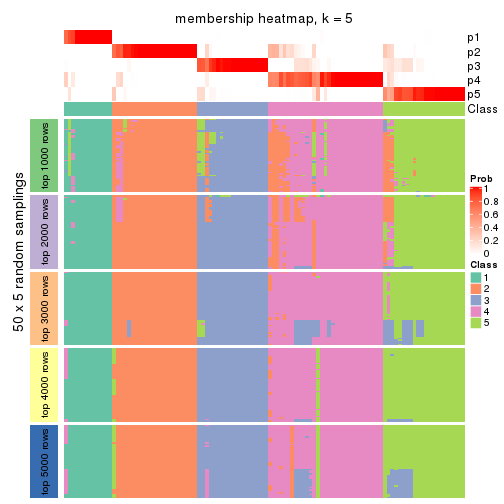 membership heatmap, k = 5
p1
p2
p3
p4
p5
Class
50 x 5 random samplings
top 1000 rows
top 2000 rows
top 3000 rows
top 4000 rows
top 5000 rows
Prob
1
0.8
0.6
0.4
0.2
0
Class
1
2
3
4
5